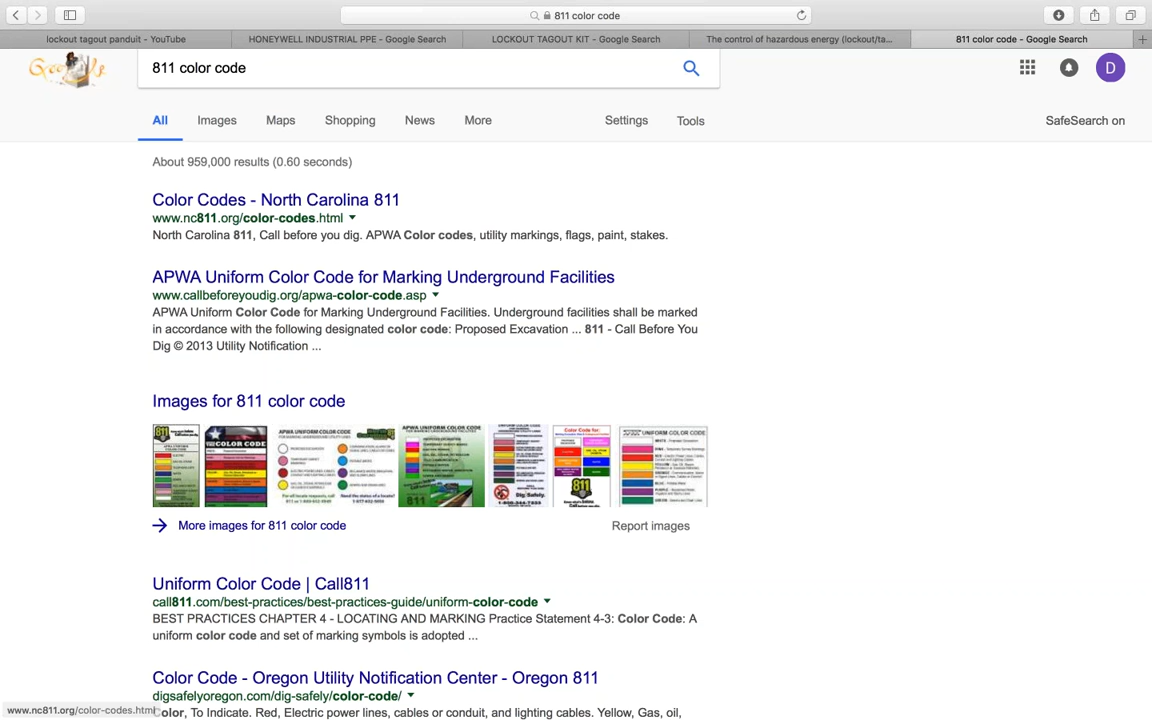 811 color code
lockout tagout panduit - YouTube
HONEYWELL INDUSTRIAL PPE - Google Search
LOCKOUT TAGOUT KIT - Google Search
The control of hazardous energy (lockout/ta...
811 color code - Google Search
811 color code
D
All Images Maps Shopping News More Settings Tools SafeSearch on
About 959,000 results (0.60 seconds)
Color Codes - North Carolina 811
www.nc811.org/color-codes.html
North Carolina 811, Call before you dig. APWA Color codes, utility markings, flags, paint, stakes.
APWA Uniform Color Code for Marking Underground Facilities
www.callbeforeyoudig.org/apwa-color-code.asp
APWA Uniform Color Code for Marking Underground Facilities. Underground facilities shall be marked
in accordance with the following designated color code: Proposed Excavation ... 811 - Call Before You
Dig © 2013 Utility Notification ...
Images for 811 color code
More images for 811 color code
Report images
Uniform Color Code | Call811
call811.com/best-practices/best-practices-guide/uniform-color-code
BEST PRACTICES CHAPTER 4 - LOCATING AND MARKING Practice Statement 4-3: Color Code: A
uniform color code and set of marking symbols is adopted ...
Color Code - Oregon Utility Notification Center - Oregon 811
digsafelyoregon.com/dig-safely/color-code/
Color, To Indicate. Red, Electric power lines, cables or conduit, and lighting cables. Yellow, Gas, oil,
www.nc811.org/color-codes.html